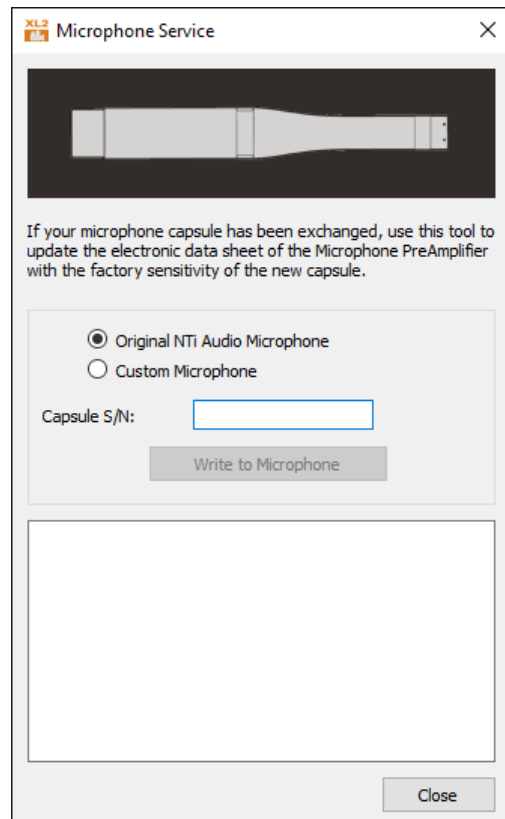 XL2 Microphone Service
If your microphone capsule has been exchanged, use this tool to
update the electronic data sheet of the Microphone PreAmplifier
with the factory sensitivity of the new capsule.
Original NTi Audio Microphone
Custom Microphone
Capsule S/N:
Write to Microphone
Close